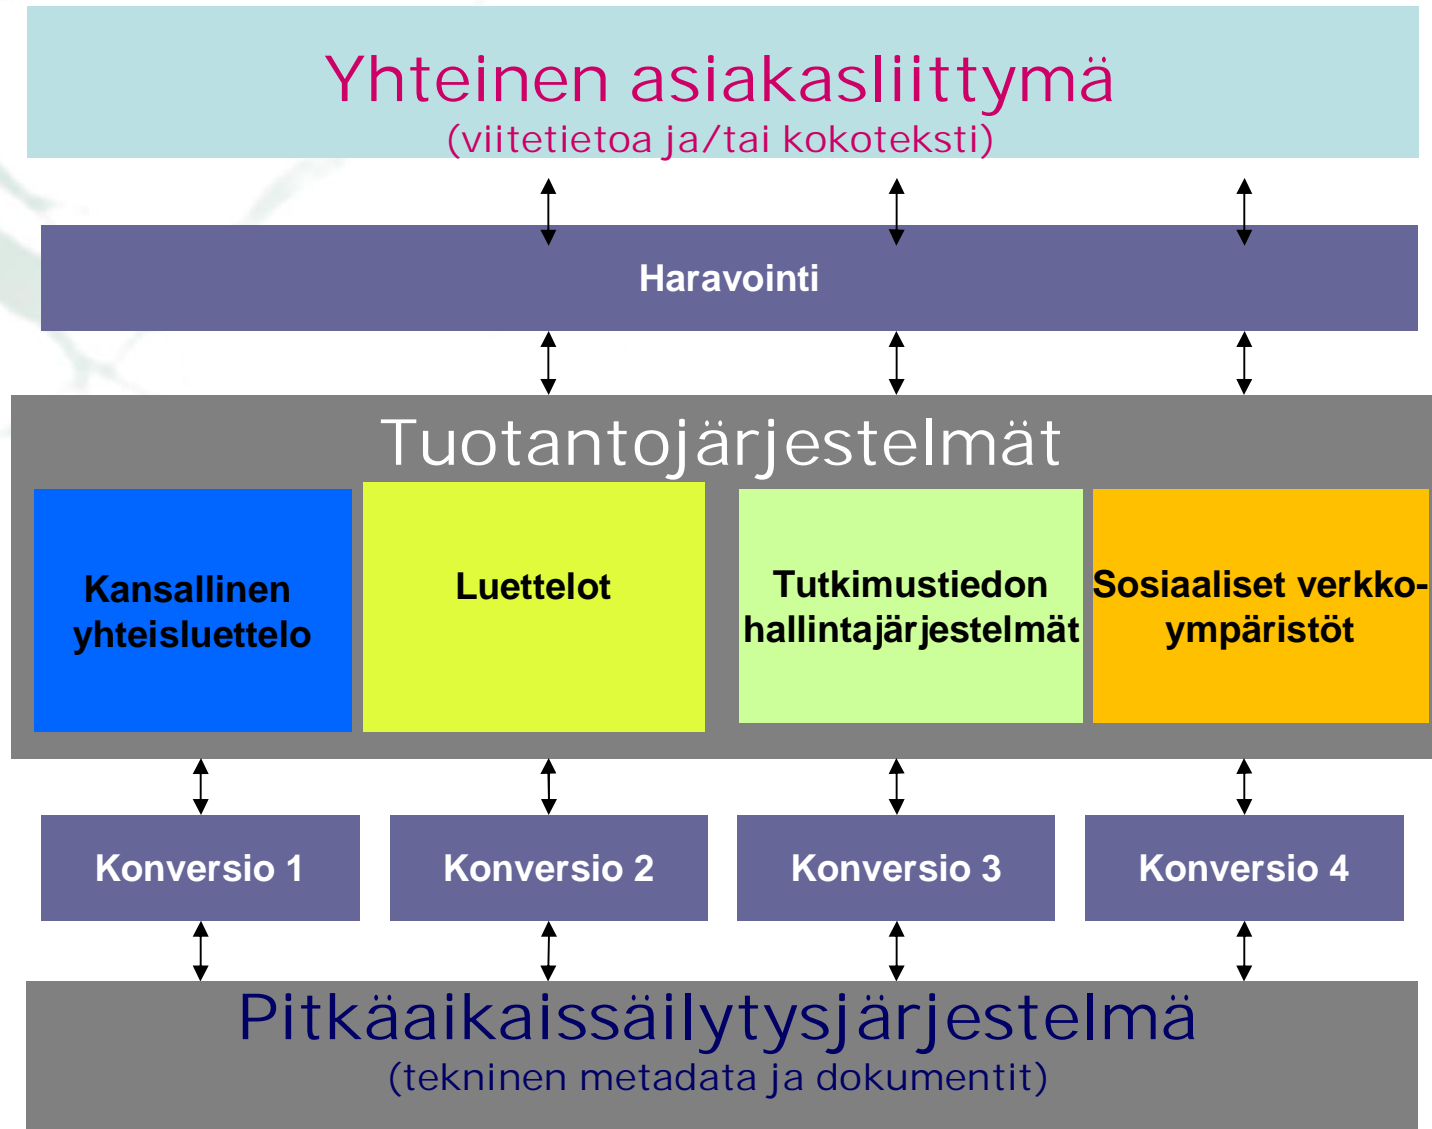 Yhteinen asiakasliittymä
(viitetietoa ja/tai kokoteksti)
Haravointi
Tuotantojärjestelmät
Kansallinen
yhteisluettelo
Luettelot
Tutkimustiedon
hallintajärjestelmät
Sosiaaliset verkko-
ympäristöt
Konversio 1
Konversio 2
Konversio 3
Konversio 4
Pitkäaikaissäilytysjärjestelmä
(tekninen metadata ja dokumentit)